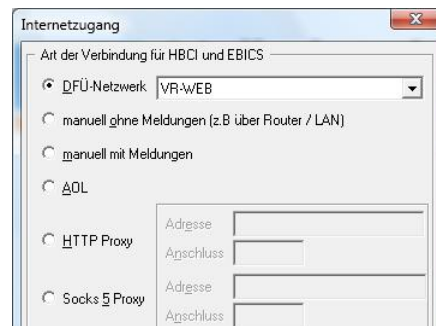 Internetzugang
Art der Verbindung für HBCI und EBICS
DFÜ-Netzwerk VR-WEB
manuell ohne Meldungen (z.B über Router / LAN)
manuell mit Meldungen
AOL
Adresse
HTTP Proxy
Anschluss
Adresse
Socks 5 Proxy
Anschluss